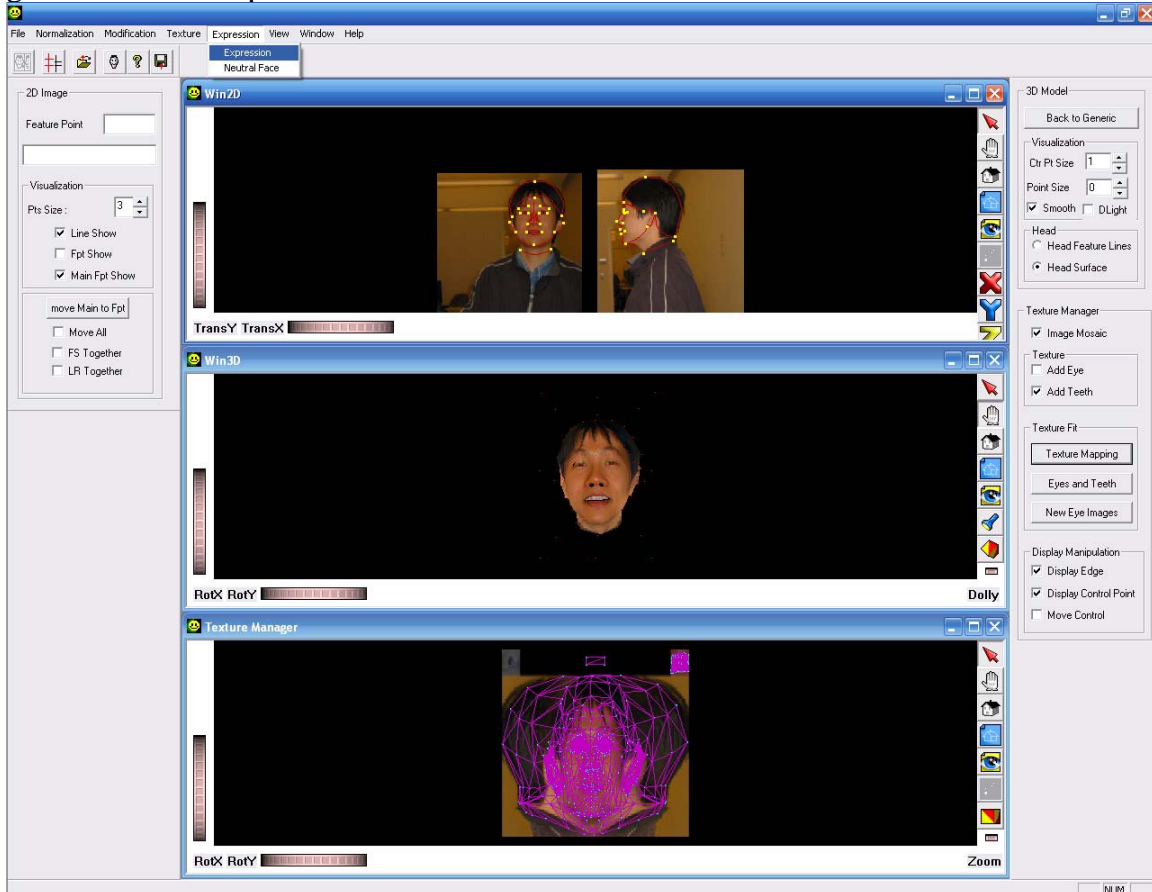 File Normalization Modification Texture Expression View Window Help
Expression
Neutral Face
2D Image
Feature Point
Visualization
Pts Size : 3
Line Show
Fpt Show
Main Fpt Show
move Main to Fpt
Move All
FS Together
LR Together
Win2D
TransY TransX
Win3D
RotX RotY
Dolly
Texture Manager
RotX RotY
Zoom
3D Model
Back to Generic
Visualization
Ctr Pt Size 1
Point Size 0
Smooth DLight
Head
Head Feature Lines
Head Surface
Texture Manager
Image Mosaic
Texture
Add Eye
Add Teeth
Texture Fit
Texture Mapping
Eyes and Teeth
New Eye Images
Display Manipulation
Display Edge
Display Control Point
Move Control
NUM